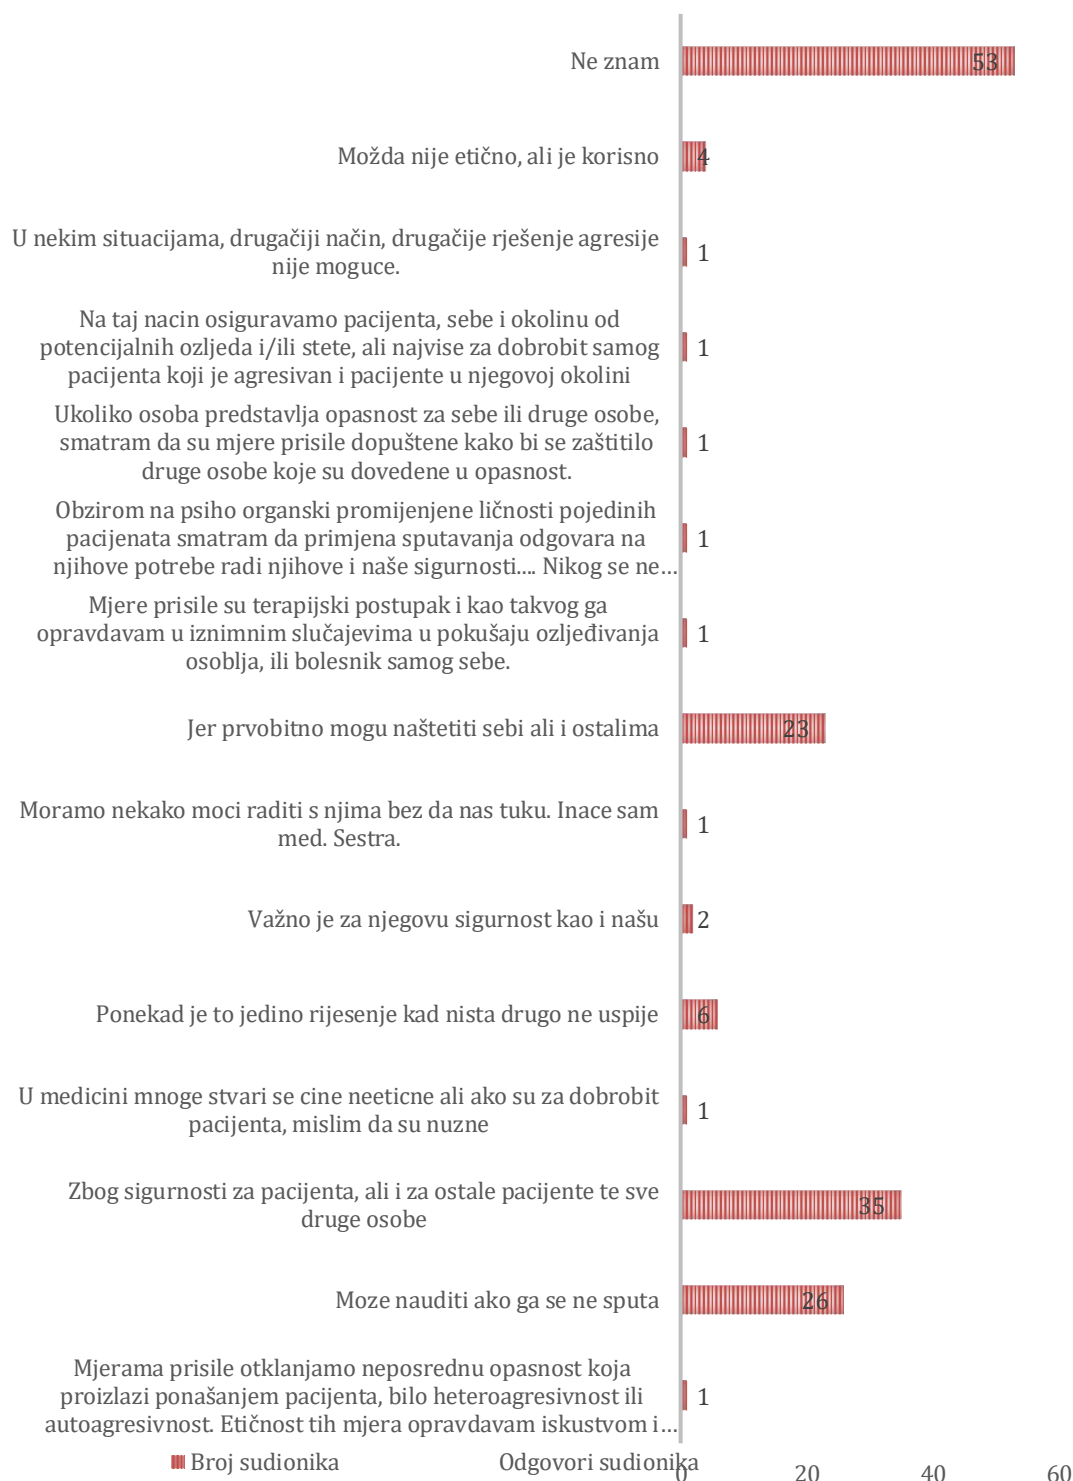 Ne znam
53
Možda nije etično, ali je korisno
4
U nekim situacijama, drugačiji način, drugačije rješenje agresije
nije moguce.
1
Na taj nacin osiguravamo pacijenta, sebe i okolinu od
potencijalnih ozljeda i/ili stete, ali najvise za dobrobit samog
pacijenta koji je agresivan i pacijente u njegovoj okolini
1
Ukoliko osoba predstavlja opasnost za sebe ili druge osobe,
smatram da su mjere prisile dopuštene kako bi se zaštitilo
druge osobe koje su dovedene u opasnost.
1
Obzirom na psiho organski promijenjene ličnosti pojedinih
pacijenata smatram da primjena sputavanja odgovara na
njihove potrebe radi njihove i naše sigurnosti.... Nikog se ne...
1
Mjere prisile su terapijski postupak i kao takvog ga
opravdavam u iznimnim slučajevima u pokušaju ozljeđivanja
osoblja, ili bolesnik samog sebe.
1
Jer prvobitno mogu naštetiti sebi ali i ostalima
23
Moramo nekako moci raditi s njima bez da nas tuku. Inace sam
med. Sestra.
1
Važno je za njegovu sigurnost kao i našu
2
Ponekad je to jedino rijesenje kad nista drugo ne uspije
6
U medicini mnoge stvari se cine neeticne ali ako su za dobrobit
pacijenta, mislim da su nuzne
1
Zbog sigurnosti za pacijenta, ali i za ostale pacijente te sve
druge osobe
35
Moze nauditi ako ga se ne sputa
26
Mjerama prisile otklanjamo neposrednu opasnost koja
proizlazi ponašanjem pacijenta, bilo heteroagresivnost ili
autoagresivnost. Etičnost tih mjera opravdavam iskustvom i...
1
Broj sudionika
Odgovori sudionika
0 20 40 60